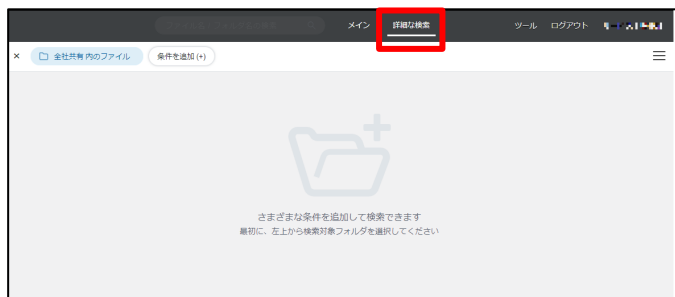 メイン 詳細な検索 ツール ログアウト
× 全社共有 内のファイル 条件を追加 (+)
さまざまな条件を追加して検索できます
最初に、左上から検索対象フォルダを選択してください